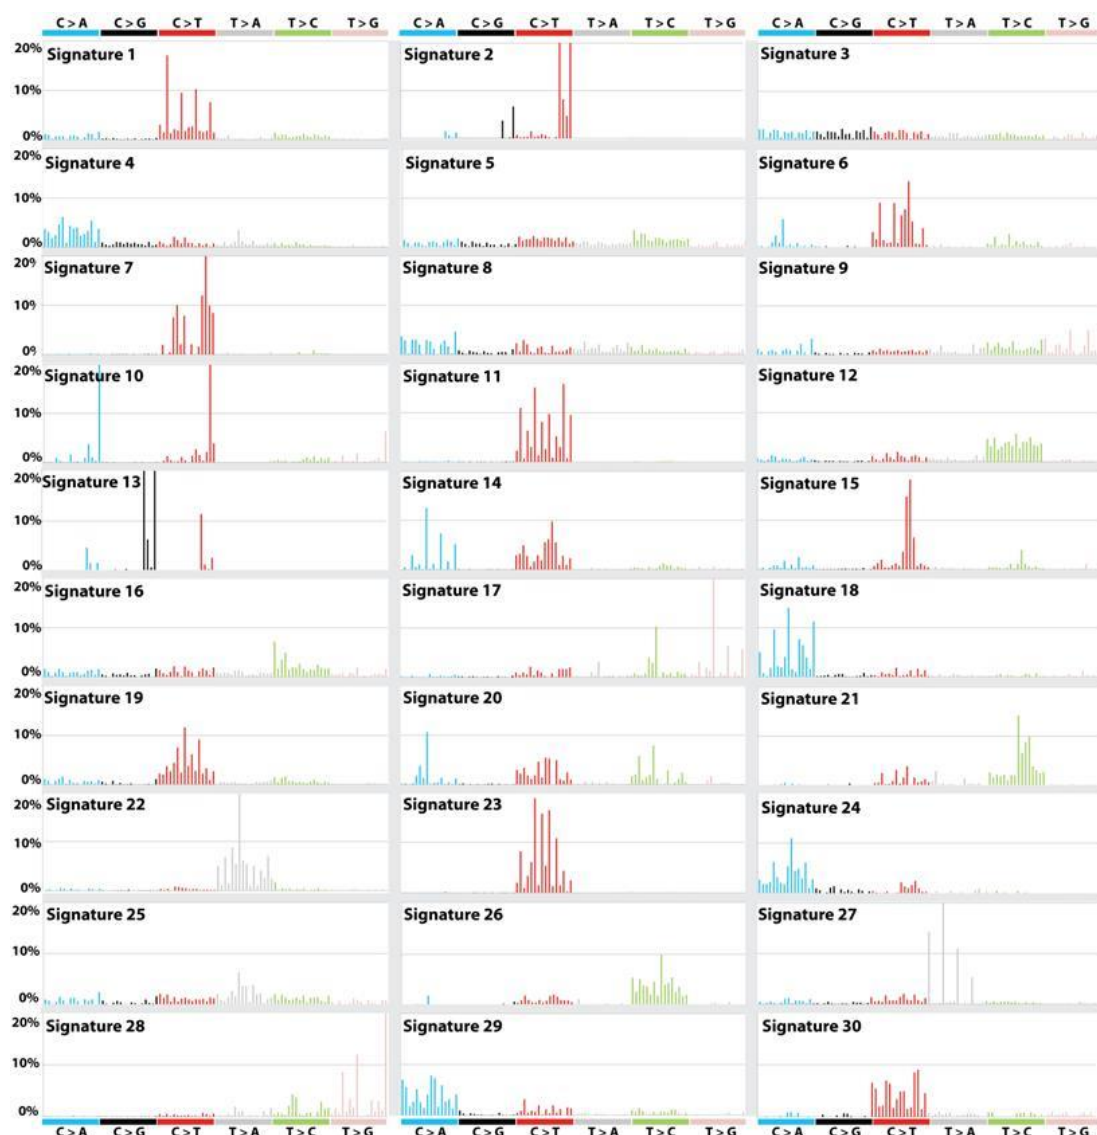 C > A C > G C > T T > A T > C T > G C > A C > G C > T T > A T > C T > G C > A C > G C > T T > A T > C T > G
20% Signature 1 Signature 2 Signature 3
10%
0%
20% Signature 4 Signature 5 Signature 6
10%
0%
20% Signature 7 Signature 8 Signature 9
10%
0%
20% Signature 10 Signature 11 Signature 12
10%
0%
20% Signature 13 Signature 14 Signature 15
10%
0%
20% Signature 16 Signature 17 Signature 18
10%
0%
20% Signature 19 Signature 20 Signature 21
10%
0%
20% Signature 22 Signature 23 Signature 24
10%
0%
20% Signature 25 Signature 26 Signature 27
10%
0%
20% Signature 28 Signature 29 Signature 30
10%
0%
C > A C > G C > T T > A T > C T > G C > A C > G C > T T > A T > C T > G C > A C > G C > T T > A T > C T > G